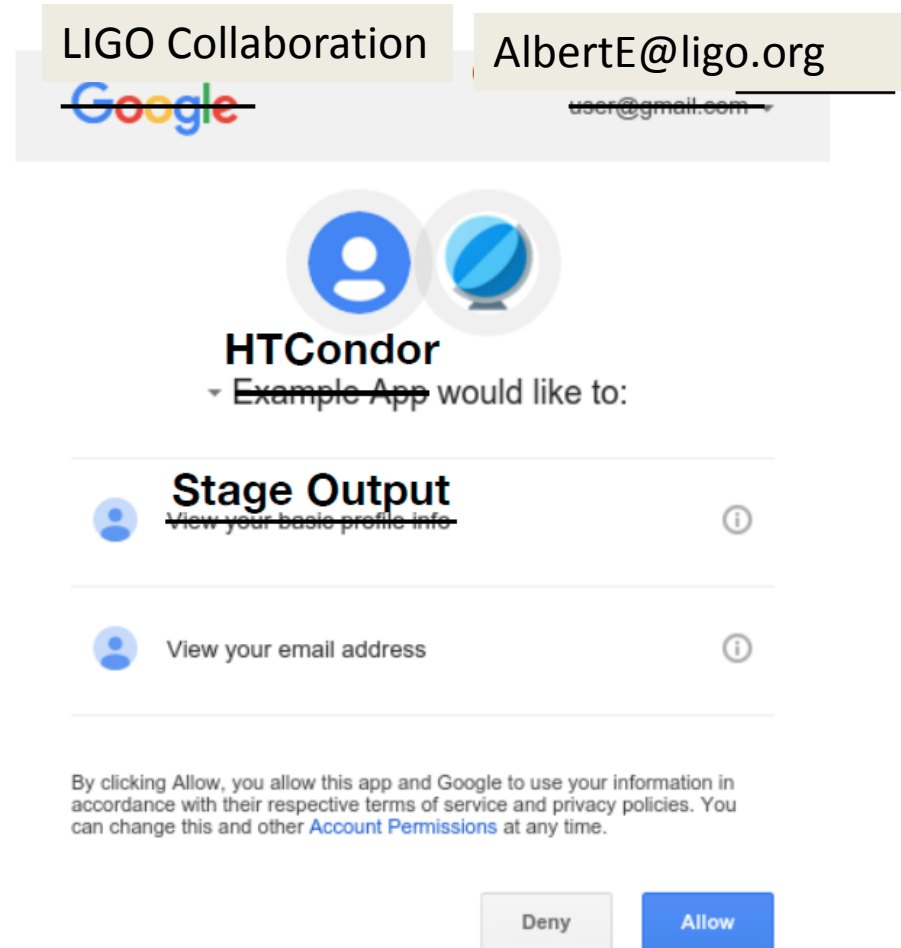 LIGO Collaboration
AlbertE@ligo.org
Google
user@gmail.com
HTCondor
Example App would like to:
Stage Output
View your basic profile info
View your email address
By clicking Allow, you allow this app and Google to use your information in
accordance with their respective terms of service and privacy policies. You
can change this and other Account Permissions at any time.
Deny
Allow